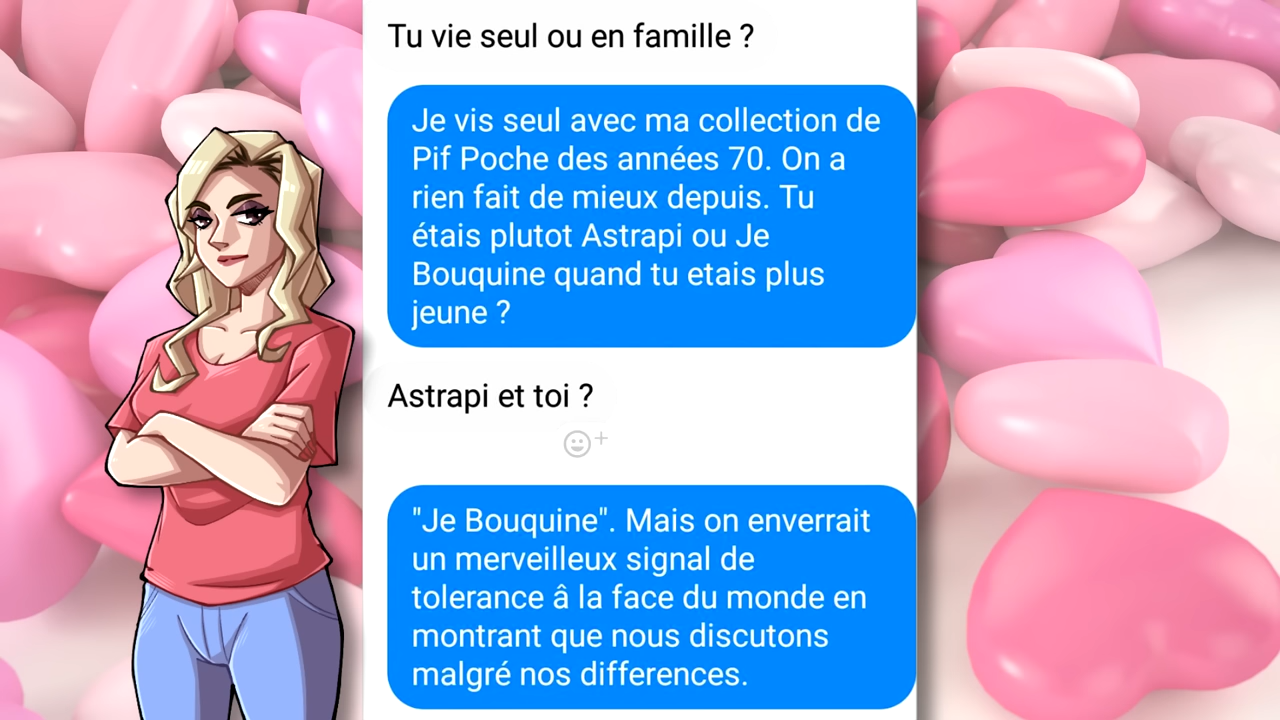 Tu vie seul ou en famille ?
Je vis seul avec ma collection de
Pif Poche des années 70. On a
rien fait de mieux depuis. Tu
étais plutot Astrapi ou Je
Bouquine quand tu etais plus
jeune ?
Astrapi et toi ?
"Je Bouquine". Mais on enverrait
un merveilleux signal de
tolerance â la face du monde en
montrant que nous discutons
malgré nos differences.